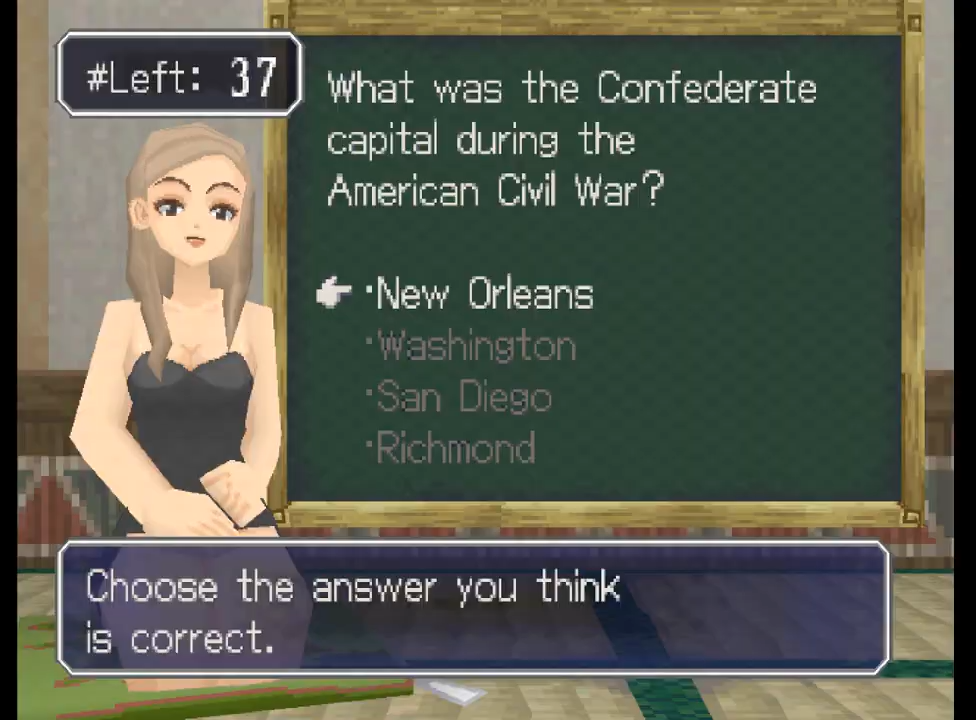 #Left: 37
What was the Confederate
capital during the
American Civil War?
·New Orleans
·Washington
·San Diego
·Richmond
Choose the answer you think
is correct.